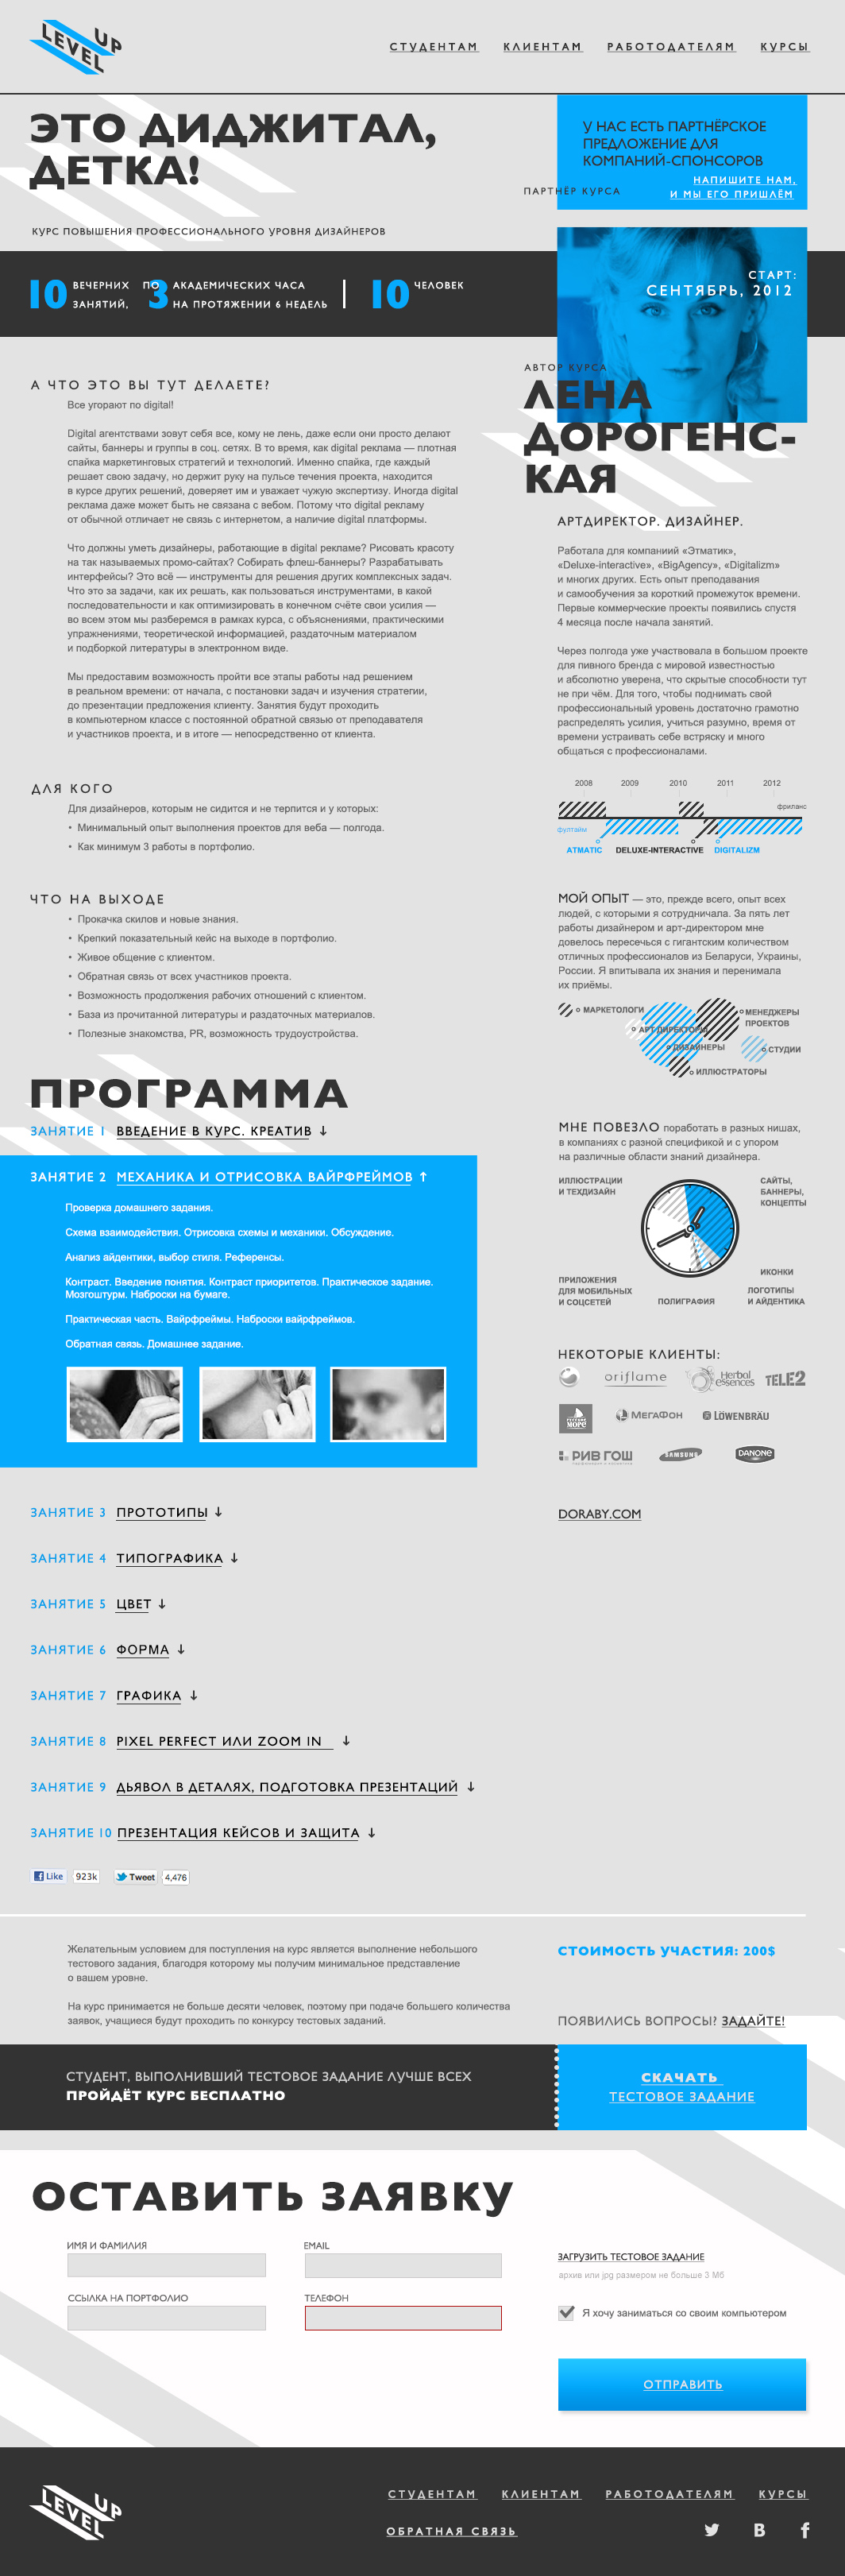 LEVEL UP
СТУДЕНТАМ КЛИЕНТАМ РАБОТОДАТЕЛЯМ КУРСЫ
ЭТО ДИДЖИТАЛ,
ДЕТКА!
КУРС ПОВЫШЕНИЯ ПРОФЕССИОНАЛЬНОГО УРОВНЯ ДИЗАЙНЕРОВ
У НАС ЕСТЬ ПАРТНЁРСКОЕ
ПРЕДЛОЖЕНИЕ ДЛЯ
КОМПАНИЙ-СПОНСОРОВ
НАПИШИТЕ НАМ,
И МЫ ЕГО ПРИШЛЁМ
ПАРТНЁР КУРСА
10 ВЕЧЕРНИХ ЗАНЯТИЙ, ПО 3 АКАДЕМИЧЕСКИХ ЧАСА
НА ПРОТЯЖЕНИИ 6 НЕДЕЛЬ
10 ЧЕЛОВЕК
СТАРТ:
СЕНТЯБРЬ, 2012
А ЧТО ЭТО ВЫ ТУТ ДЕЛАЕТЕ?
Все угорают по digital!
Digital агентствами зовут себя все, кому не лень, даже если они просто делают
сайты, баннеры и группы в соц. сетях. В то время, как digital реклама — плотная
спайка маркетинговых стратегий и технологий. Именно спайка, где каждый
решает свою задачу, но держит руку на пульсе течения проекта, находится
в курсе других решений, доверяет им и уважает чужую экспертизу. Иногда digital
реклама даже может быть не связана с вебом. Потому что digital рекламу
от обычной отличает не связь с интернетом, а наличие digital платформы.
Что должны уметь дизайнеры, работающие в digital рекламе? Рисовать красоту
на так называемых промо-сайтах? Собирать флеш-баннеры? Разрабатывать
интерфейсы? Это всё — инструменты для решения других комплексных задач.
Что это за задачи, как их решать, как пользоваться инструментами, в какой
последовательности и как оптимизировать в конечном счёте свои усилия —
во всем этом мы разберемся в рамках курса, с объяснениями, практическими
упражнениями, теоретической информацией, раздаточным материалом
и подборкой литературы в электронном виде.
Мы предоставим возможность пройти все этапы работы над решением
в реальном времени: от начала, с постановки задач и изучения стратегии,
до презентации предложения клиенту. Занятия будут проходить
в компьютерном классе с постоянной обратной связью от преподавателя
и участников проекта, и в итоге — непосредственно от клиента.
ДЛЯ КОГО
Для дизайнеров, которым не сидится и не терпится и у которых:
• Минимальный опыт выполнения проектов для веба — полгода.
• Как минимум 3 работы в портфолио.
ЧТО НА ВЫХОДЕ
• Прокачка скилов и новые знания.
• Крепкий показательный кейс на выходе в портфолио.
• Живое общение с клиентом.
• Обратная связь от всех участников проекта.
• Возможность продолжения рабочих отношений с клиентом.
• База из прочитанной литературы и раздаточных материалов.
• Полезные знакомства, PR, возможность трудоустройства.
АВТОР КУРСА
ЛЕНА
ДОРОГЕНС-
КАЯ
АРТДИРЕКТОР. ДИЗАЙНЕР.
Работала для компаниий «Этматик»,
«Deluxe-interactive», «BigAgency», «Digitalizm»
и многих других. Есть опыт преподавания
и самообучения за короткий промежуток времени.
Первые коммерческие проекты появились спустя
4 месяца после начала занятий.
Через полгода уже участвовала в большом проекте
для пивного бренда с мировой известностью
и абсолютно уверена, что скрытые способности тут
не при чём. Для того, чтобы поднимать свой
профессиональный уровень достаточно грамотно
распределять усилия, учиться разумно, время от
времени устраивать себе встряску и много
общаться с профессионалами.
2008 2009 2010 2011 2012
фриланс
фултайм
ATMATIC DELUXE-INTERACTIVE DIGITALIZM
МОЙ ОПЫТ — это, прежде всего, опыт всех
людей, с которыми я сотрудничала. За пять лет
работы дизайнером и арт-директором мне
довелось пересечься с гигантским количеством
отличных профессионалов из Беларуси, Украины,
России. Я впитывала их знания и перенимала
их приёмы.
МАРКЕТОЛОГИ
МЕНЕДЖЕРЫ
ПРОЕКТОВ
АРТ ДИРЕКТОРЫ
ДИЗАЙНЕРЫ
СТУДИИ
ИЛЛЮСТРАТОРЫ
МНЕ ПОВЕЗЛО поработать в разных нишах,
в компаниях с разной спецификой и с упором
на различные области знаний дизайнера.
ИЛЛЮСТРАЦИИ
И ТЕХДИЗАЙН
САЙТЫ,
БАННЕРЫ,
КОНЦЕПТЫ
ИКОНКИ
ПРИЛОЖЕНИЯ
ДЛЯ МОБИЛЬНЫХ
И СОЦСЕТЕЙ
ПОЛИГРАФИЯ
ЛОГОТИПЫ
И АЙДЕНТИКА
НЕКОТОРЫЕ КЛИЕНТЫ:
oriflame Herbal essences TELE2
РУССКОЕ МОРЕ МЕГАФОН LÖWENBRÄU
РИВ ГОШ SAMSUNG DANONE
DORABY.COM
ПРОГРАММА
ЗАНЯТИЕ 1 ВВЕДЕНИЕ В КУРС. КРЕАТИВ ↓
ЗАНЯТИЕ 2 МЕХАНИКА И ОТРИСОВКА ВАЙРФРЕЙМОВ ↑
Проверка домашнего задания.
Схема взаимодействия. Отрисовка схемы и механики. Обсуждение.
Анализ айдентики, выбор стиля. Референсы.
Контраст. Введение понятия. Контраст приоритетов. Практическое задание.
Мозгоштурм. Наброски на бумаге.
Практическая часть. Вайрфреймы. Наброски вайрфреймов.
Обратная связь. Домашнее задание.
ЗАНЯТИЕ 3 ПРОТОТИПЫ ↓
ЗАНЯТИЕ 4 ТИПОГРАФИКА ↓
ЗАНЯТИЕ 5 ЦВЕТ ↓
ЗАНЯТИЕ 6 ФОРМА ↓
ЗАНЯТИЕ 7 ГРАФИКА ↓
ЗАНЯТИЕ 8 PIXEL PERFECT ИЛИ ZOOM IN ↓
ЗАНЯТИЕ 9 ДЬЯВОЛ В ДЕТАЛЯХ, ПОДГОТОВКА ПРЕЗЕНТАЦИЙ ↓
ЗАНЯТИЕ 10 ПРЕЗЕНТАЦИЯ КЕЙСОВ И ЗАЩИТА ↓
Like 923k Tweet 4,476
Желательным условием для поступления на курс является выполнение небольшого
тестового задания, благодря которому мы получим минимальное представление
о вашем уровне.
На курс принимается не больше десяти человек, поэтому при подаче большего количества
заявок, учащиеся будут проходить по конкурсу тестовых заданий.
СТОИМОСТЬ УЧАСТИЯ: 200$
ПОЯВИЛИСЬ ВОПРОСЫ? ЗАДАЙТЕ!
СТУДЕНТ, ВЫПОЛНИВШИЙ ТЕСТОВОЕ ЗАДАНИЕ ЛУЧШЕ ВСЕХ
ПРОЙДЁТ КУРС БЕСПЛАТНО
СКАЧАТЬ
ТЕСТОВОЕ ЗАДАНИЕ
ОСТАВИТЬ ЗАЯВКУ
ИМЯ И ФАМИЛИЯ EMAIL
ССЫЛКА НА ПОРТФОЛИО ТЕЛЕФОН
ЗАГРУЗИТЬ ТЕСТОВОЕ ЗАДАНИЕ
архив или jpg размером не больше 3 Мб
Я хочу заниматься со своим компьютером
ОТПРАВИТЬ
LEVEL UP
СТУДЕНТАМ КЛИЕНТАМ РАБОТОДАТЕЛЯМ КУРСЫ
ОБРАТНАЯ СВЯЗЬ